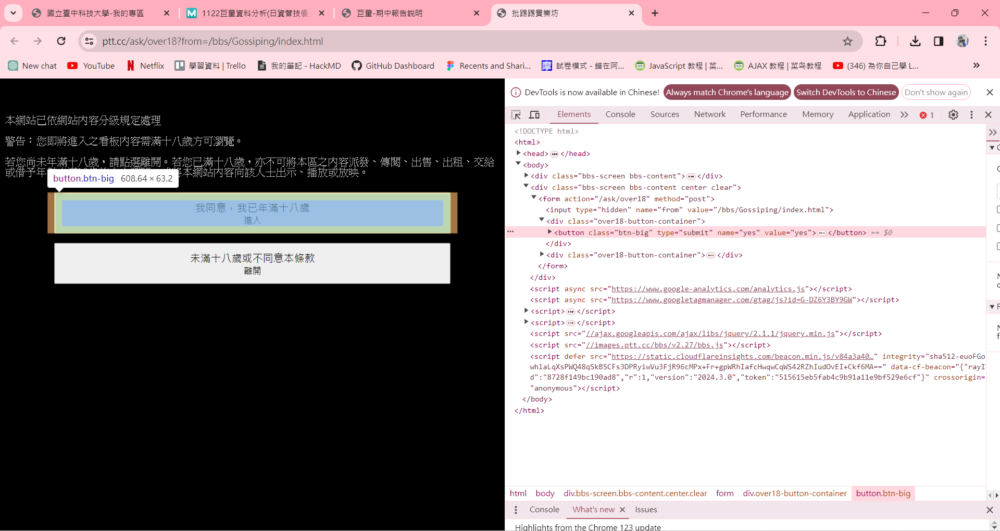 國立臺中科技大學-我的專區
1122巨量資料分析(日資管技優
巨量-期中報告說明
批踢踢實業坊
ptt.cc/ask/over18?from=/bbs/Gossiping/index.html
New chat
YouTube
Netflix
學習資料 | Trello
我的筆記 - HackMD
GitHub Dashboard
Recents and Shari...
試卷模式 - 錯在阿...
JavaScript 教程 | 菜...
AJAX 教程 | 菜鸟教程
(346) 為你自己學 L...
本網站已依網站內容分級規定處理
警告：您即將進入之看板內容需滿十八歲方可瀏覽。
若您尚未年滿十八歲，請點選離開。若您已滿十八歲，亦不可將本區之內容派發、傳閱、出售、出租、交給
或借予年
將本網站內容向該人士出示、播放或放映。
button.btn-big 608.64 × 63.2
我同意，我已年滿十八歲
進入
未滿十八歲或不同意本條款
離開
DevTools is now available in Chinese!
Always match Chrome's language
Switch DevTools to Chinese
Don't show again
Elements
Console
Sources
Network
Performance
Memory
Application
1
<!DOCTYPE html>
<html>
<head>…</head>
<body>
<div class="bbs-screen bbs-content">…</div>
<div class="bbs-screen bbs-content center clear">
<form action="/ask/over18" method="post">
<input type="hidden" name="from" value="/bbs/Gossiping/index.html">
<div class="over18-button-container">
<button class="btn-big" type="submit" name="yes" value="yes">…</button> == $0
</div>
<div class="over18-button-container">…</div>
</form>
</div>
<script async src="https://www.google-analytics.com/analytics.js"></script>
<script async src="https://www.googletagmanager.com/gtag/js?id=G-DZ6Y3BY9GW"></script>
<script>…</script>
<script>…</script>
<script src="//ajax.googleapis.com/ajax/libs/jquery/2.1.1/jquery.min.js"></script>
<script src="//images.ptt.cc/bbs/v2.27/bbs.js"></script>
<script defer src="https://static.cloudflareinsights.com/beacon.min.js/v84a3a40…" integrity="sha512-euoFGo
whlaLqXsPWQ48qSkBSCFs3DPRyiwVu3FjR96cMPx+Fr+gpWRhIafcHwqwCqWS42RZhIudOvEI+Ckf6MA==" data-cf-beacon="{"rayI
d":"8728f149bc190ad8","r":1,"version":"2024.3.0","token":"515615eb5fab4c9b91a11e9bf529e6cf"}" crossorigin=
"anonymous"></script>
</body>
</html>
html
body
div.bbs-screen.bbs-content.center.clear
form
div.over18-button-container
button.btn-big
Console
What's new
Issues
Highlights from the Chrome 123 update